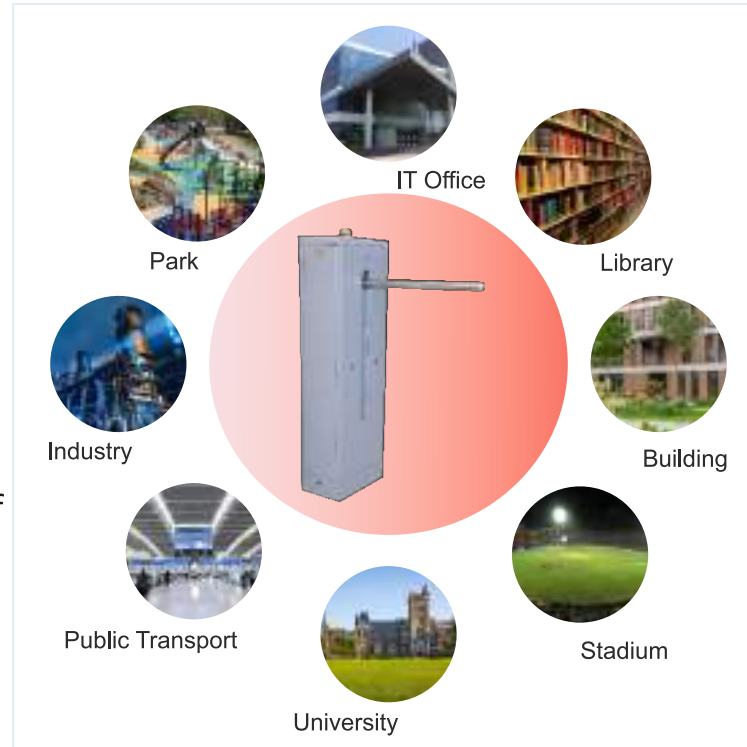 IT Office
Park
Library
Industry
Building
Public Transport
Stadium
University